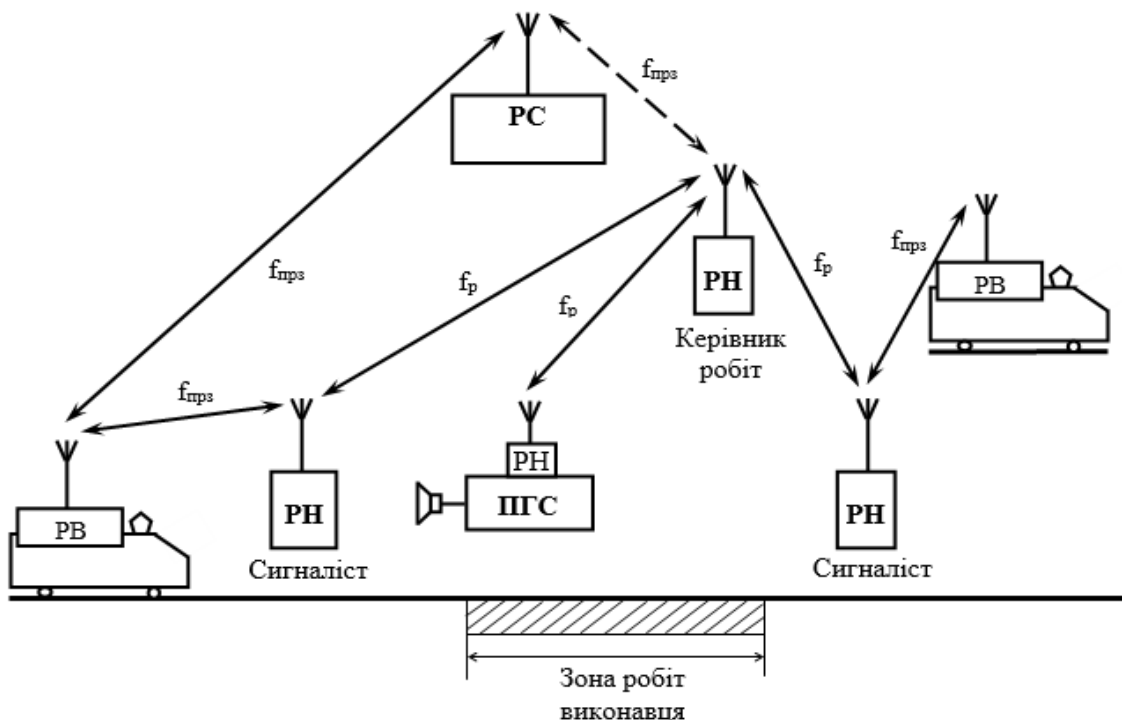 fпрз
РС
fпрз
fр
fр
РН
Керівник
робіт
fр
fпрз
РВ
fпрз
РВ
РН
Сигналіст
РН
ПГС
РН
Сигналіст
Зона робіт
виконавця